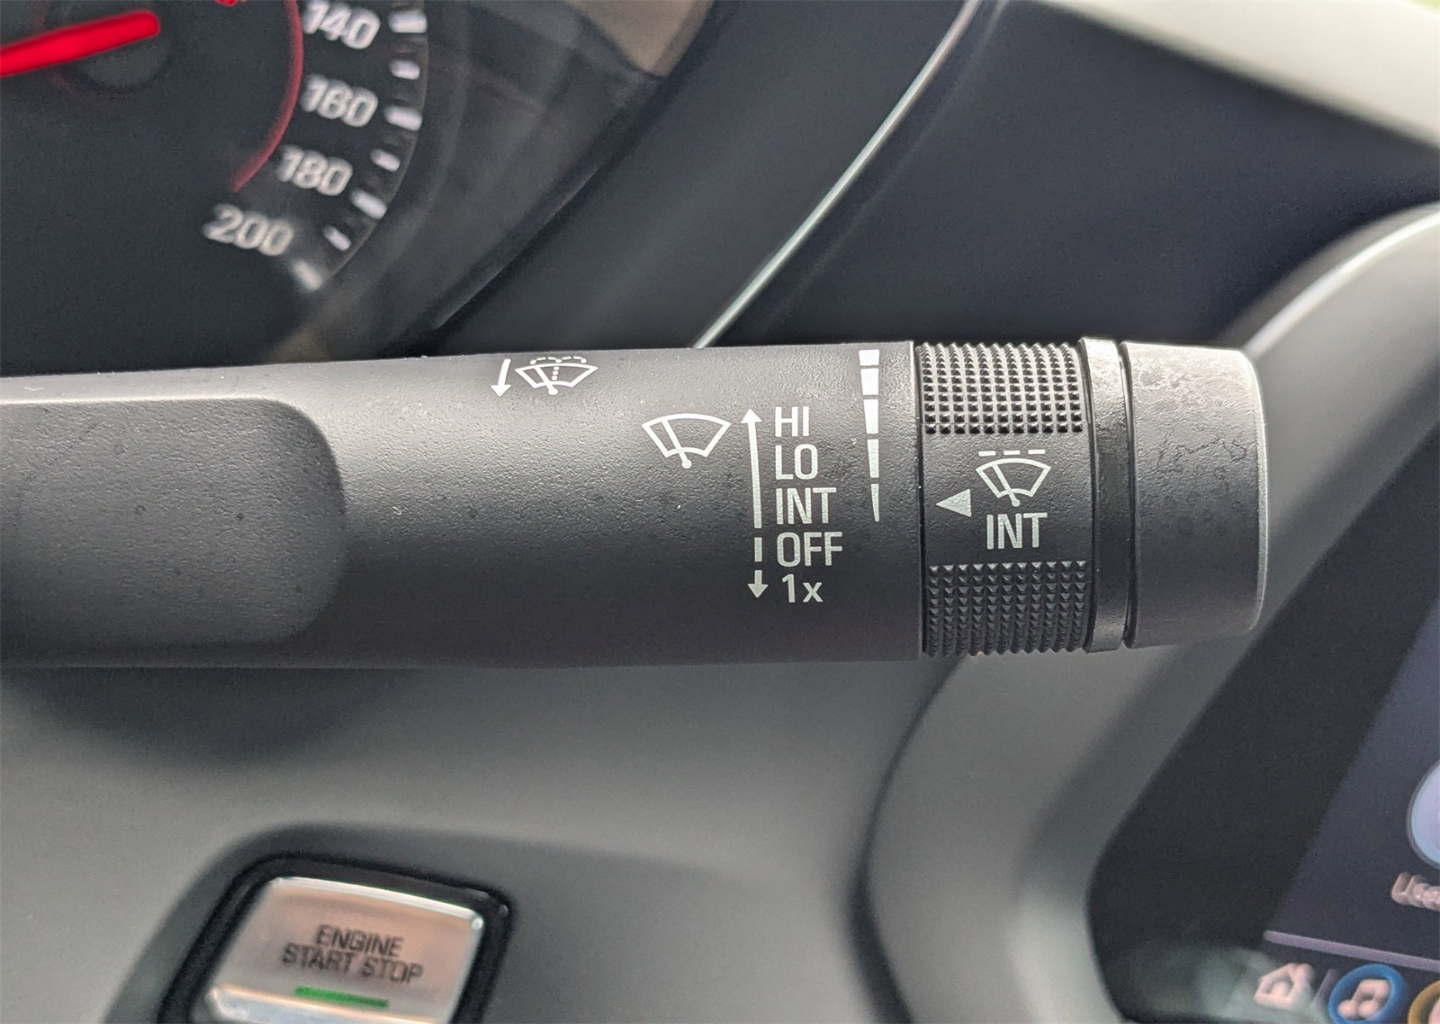 140
160
180
200
HI
LO
INT
OFF
1x
INT
ENGINE
START STOP